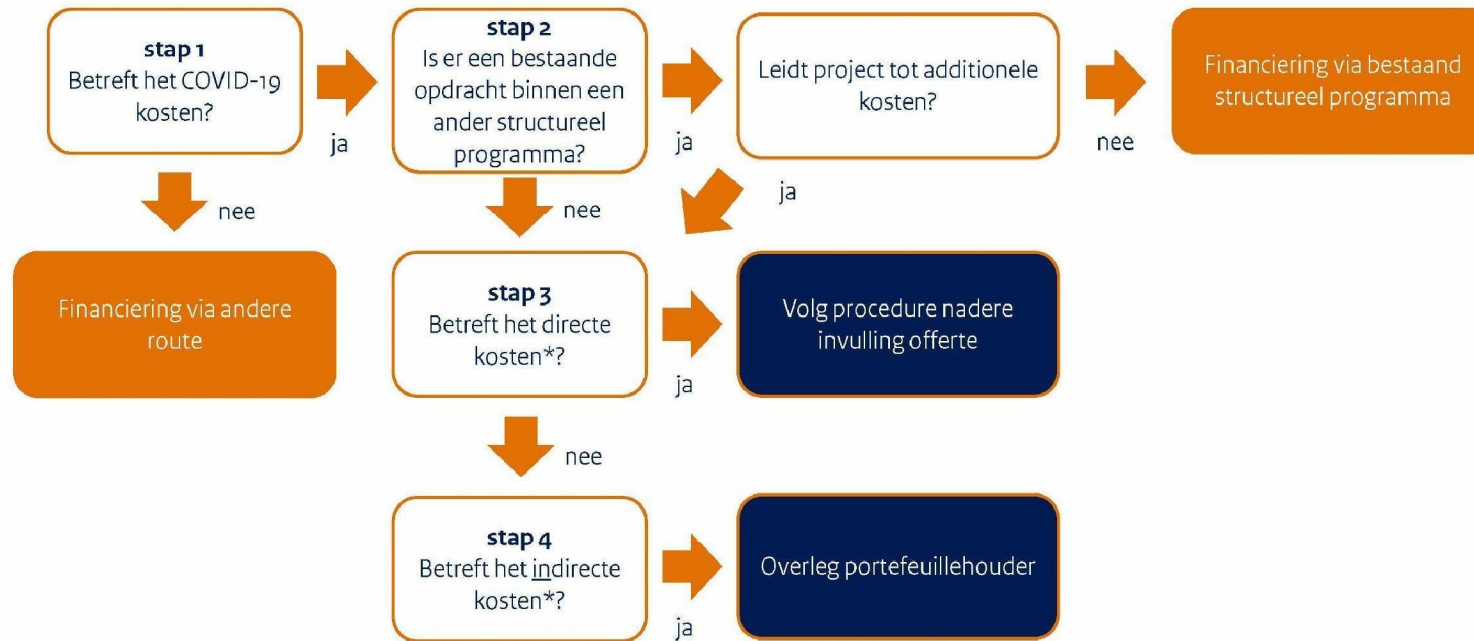 stap 1
Betreft het COVID-19
kosten?
ja
stap 2
Is er een bestaande
opdracht binnen een
ander structureel
programma?
ja
Leidt project tot additionele
kosten?
nee
Financiering via bestaand
structureel programma
nee
nee
ja
Financiering via andere
route
stap 3
Betreft het directe
kosten*?
ja
Volg procedure nadere
invulling offerte
nee
stap 4
Betreft het indirecte
kosten*?
ja
Overleg portefeuillehouder